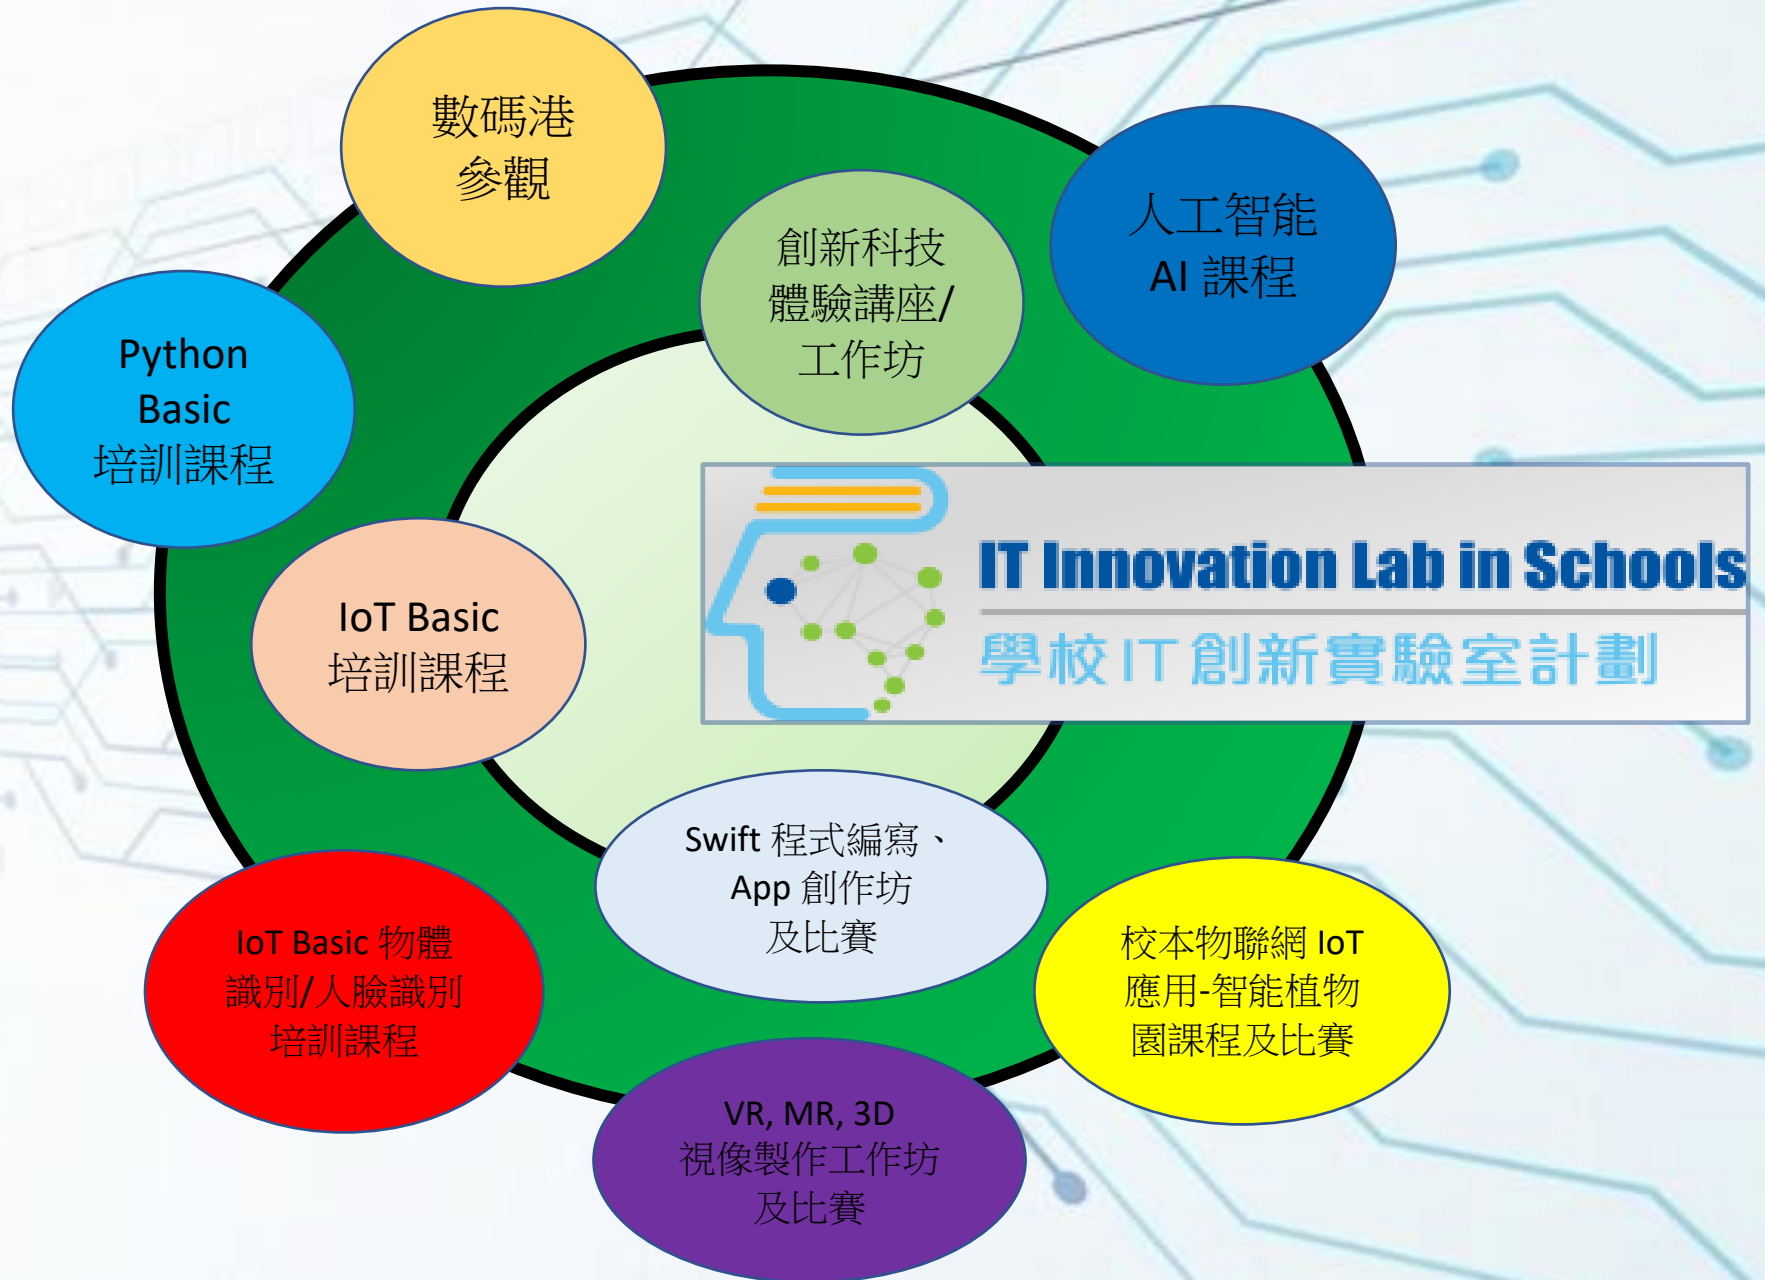 數碼港
參觀
人工智能
AI 課程
創新科技
體驗講座/
工作坊
Python
Basic
培訓課程
IT Innovation Lab in Schools
學校IT創新實驗室計劃
IoT Basic
培訓課程
Swift 程式編寫、
App 創作坊
及比賽
IoT Basic 物體
識別/人臉識別
培訓課程
校本物聯網 IoT
應用-智能植物
園課程及比賽
VR, MR, 3D
視像製作工作坊
及比賽